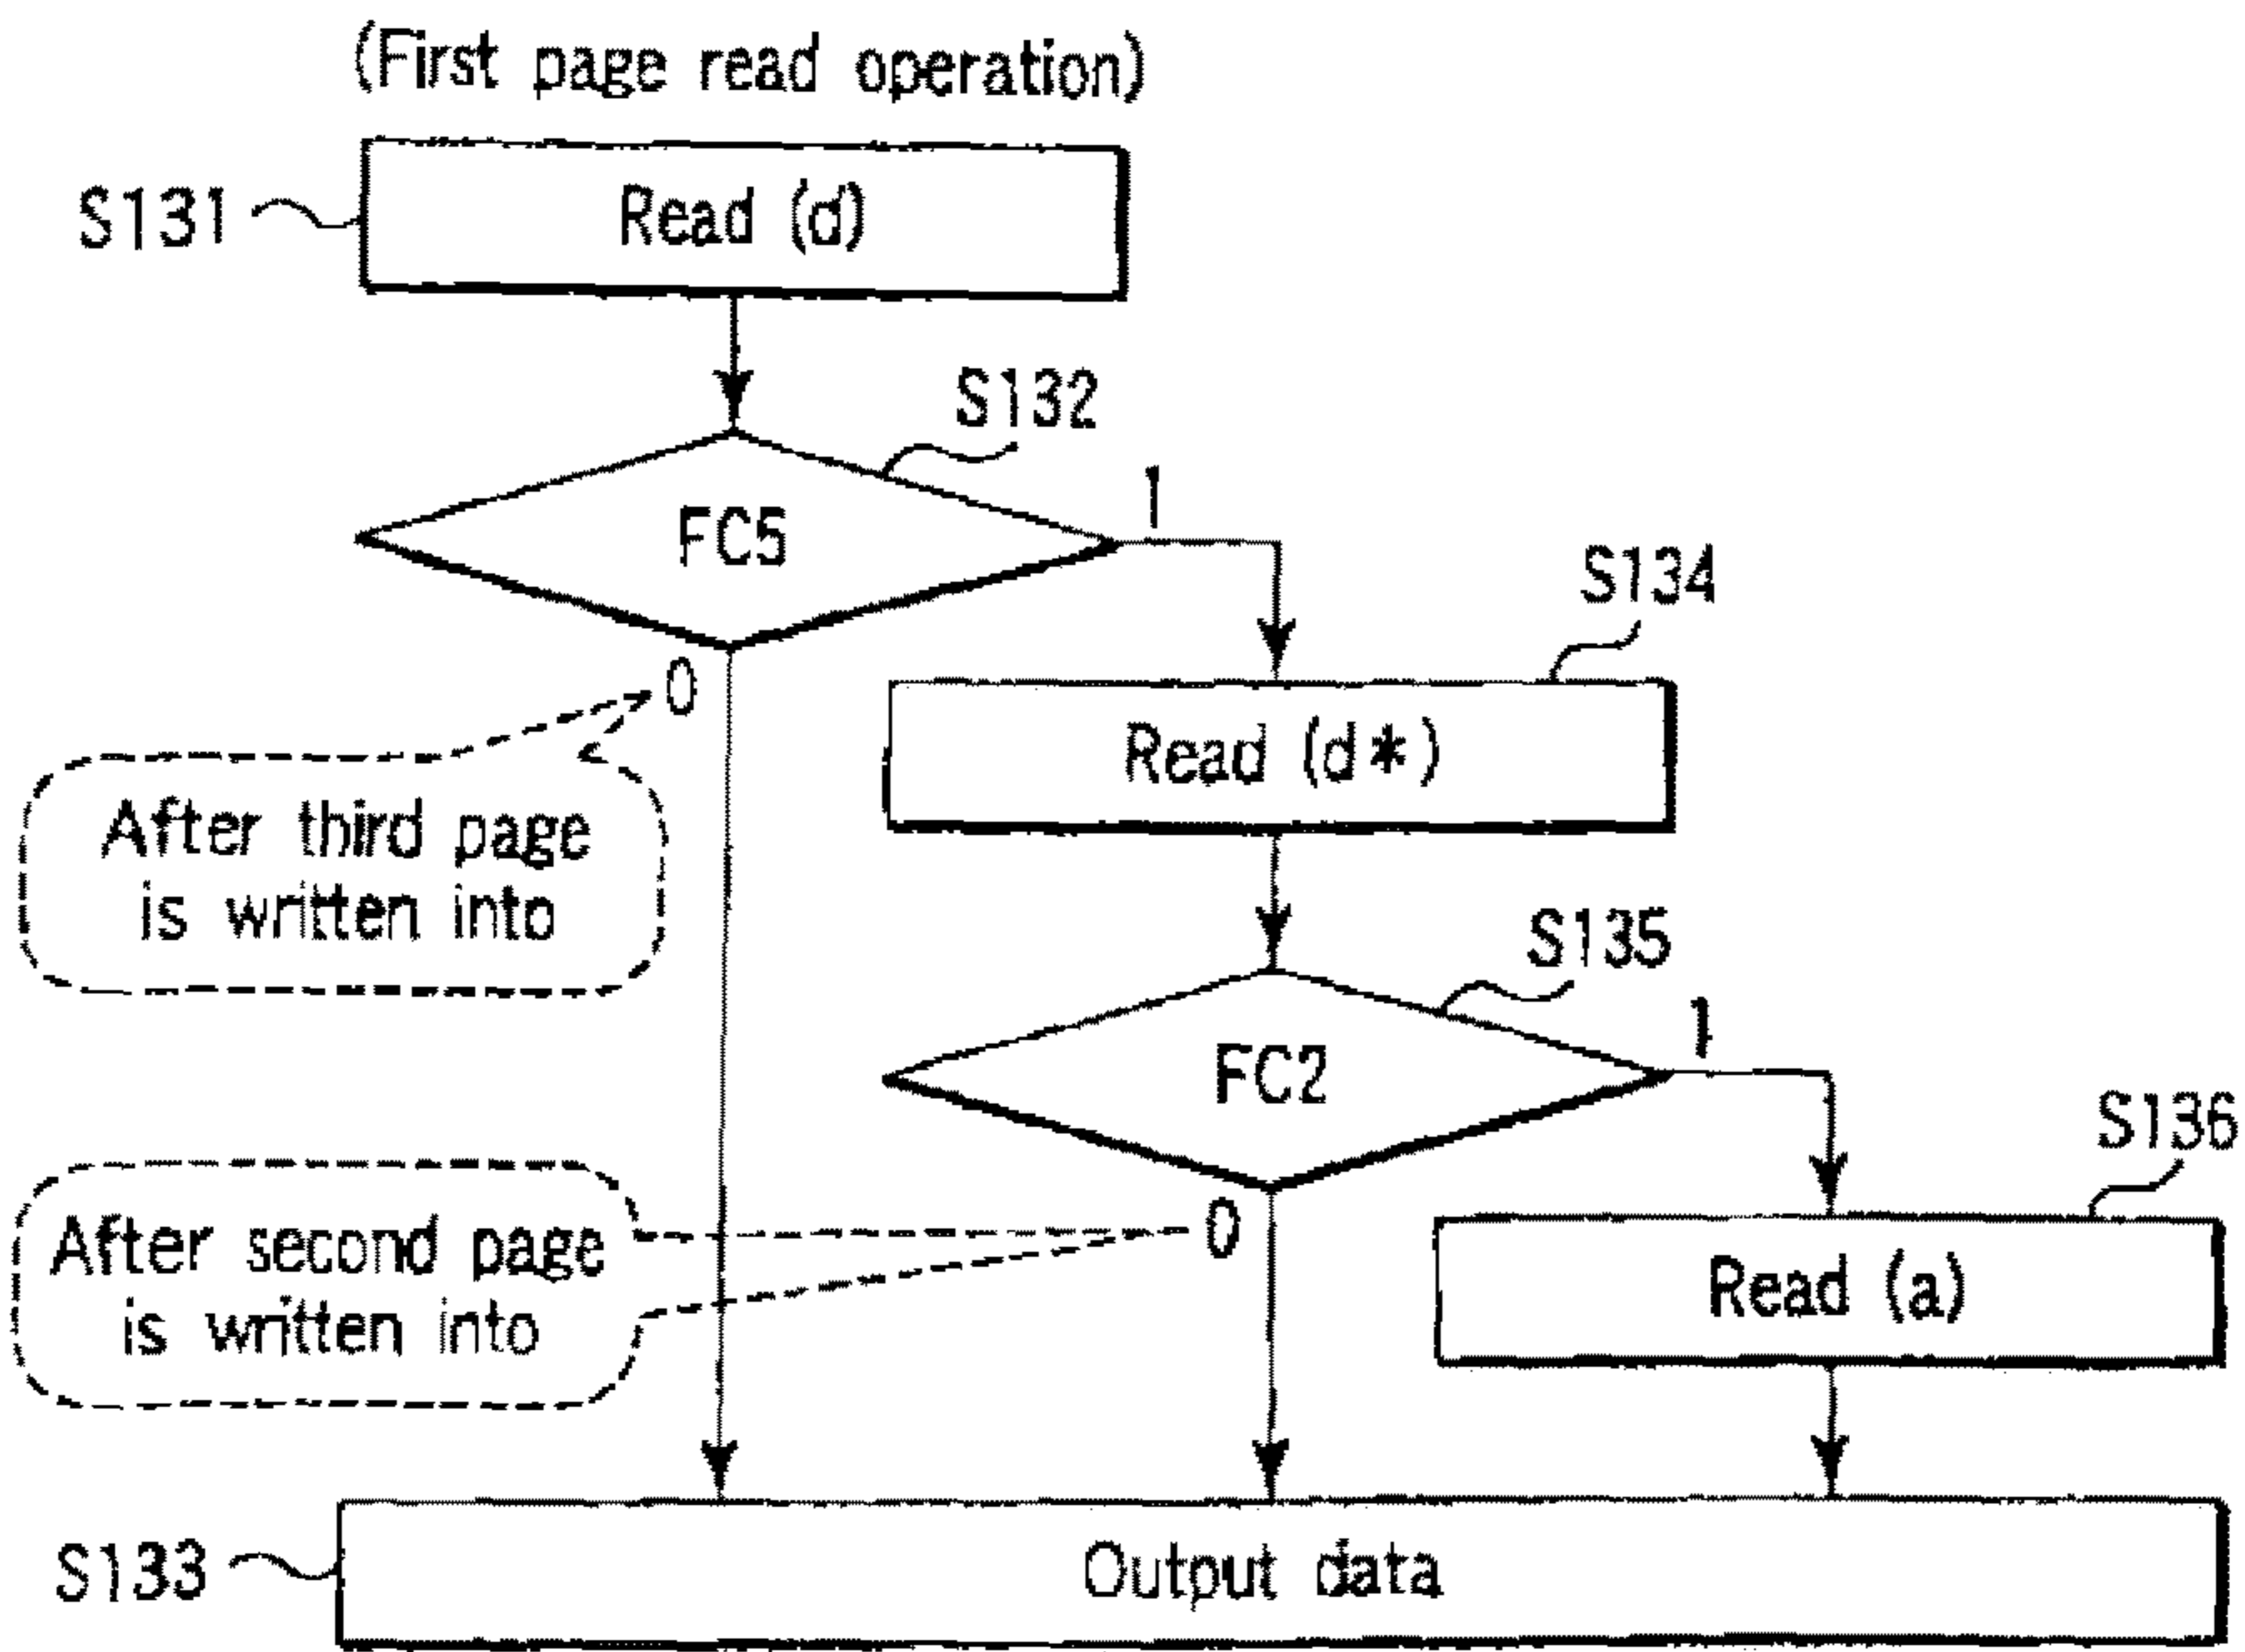 (First page read operation)
S131
Read (d)
S132
FC5
1
S134
0
Read (d*)
After third page
is written into
S135
FC2
1
S136
0
After second page
is written into
Read (a)
S133
Output data